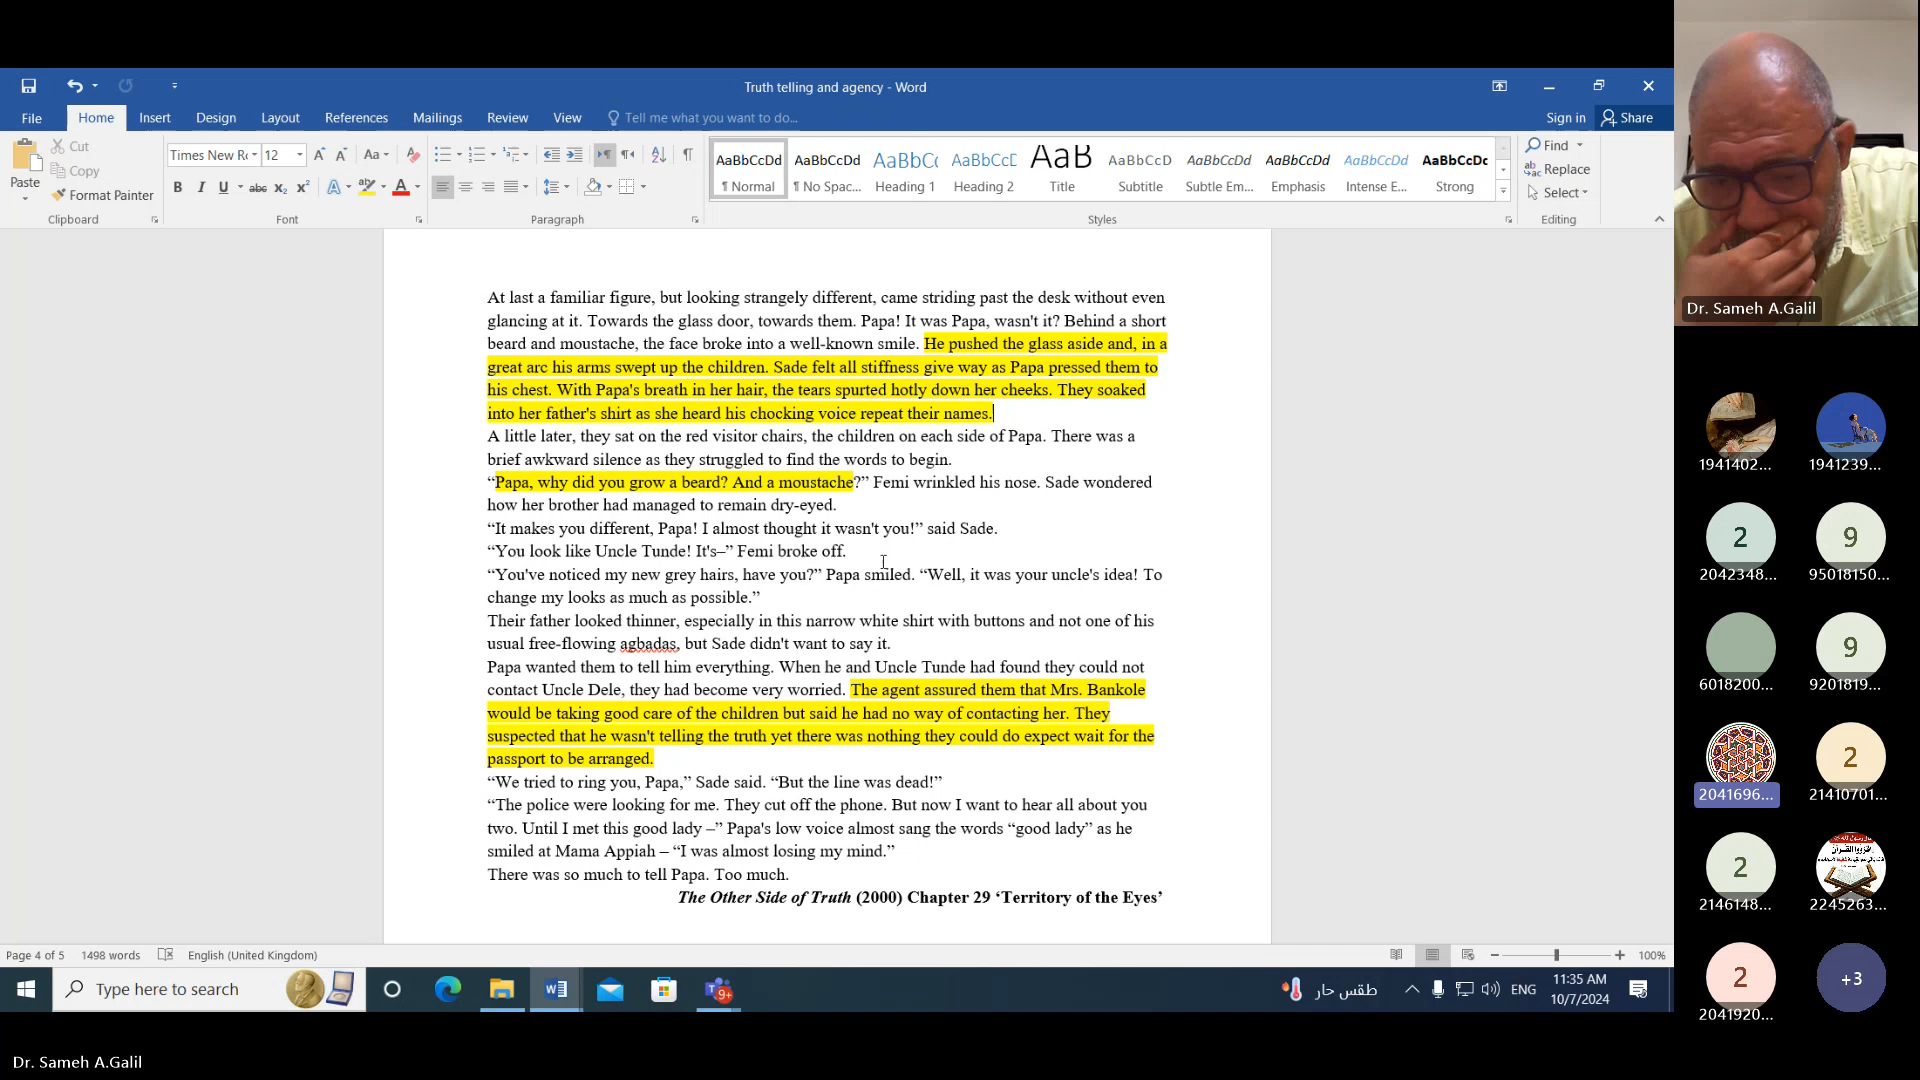 Truth telling and agency - Word
File Home Insert Design Layout References Mailings Review View Tell me what you want to do... Sign in Share
Paste Cut Copy Format Painter
Clipboard
Times New Ro 12
Font
Paragraph
AaBbCcDd AaBbCcDd AaBbCc AaBbCcD AaB AaBbCcD AaBbCcDd AaBbCcDd AaBbCcDd AaBbCcDc
¶ Normal ¶ No Spac... Heading 1 Heading 2 Title Subtitle Subtle Em... Emphasis Intense E... Strong
Styles
Find
Replace
Select
Editing
At last a familiar figure, but looking strangely different, came striding past the desk without even
glancing at it. Towards the glass door, towards them. Papa! It was Papa, wasn't it? Behind a short
beard and moustache, the face broke into a well-known smile. He pushed the glass aside and, in a
great arc his arms swept up the children. Sade felt all stiffness give way as Papa pressed them to
his chest. With Papa's breath in her hair, the tears spurted hotly down her cheeks. They soaked
into her father's shirt as she heard his chocking voice repeat their names.
A little later, they sat on the red visitor chairs, the children on each side of Papa. There was a
brief awkward silence as they struggled to find the words to begin.
“Papa, why did you grow a beard? And a moustache?” Femi wrinkled his nose. Sade wondered
how her brother had managed to remain dry-eyed.
“It makes you different, Papa! I almost thought it wasn't you!” said Sade.
“You look like Uncle Tunde! It's–” Femi broke off.
“You've noticed my new grey hairs, have you?” Papa smiled. “Well, it was your uncle's idea! To
change my looks as much as possible.”
Their father looked thinner, especially in this narrow white shirt with buttons and not one of his
usual free-flowing agbadas, but Sade didn't want to say it.
Papa wanted them to tell him everything. When he and Uncle Tunde had found they could not
contact Uncle Dele, they had become very worried. The agent assured them that Mrs. Bankole
would be taking good care of the children but said he had no way of contacting her. They
suspected that he wasn't telling the truth yet there was nothing they could do expect wait for the
passport to be arranged.
“We tried to ring you, Papa,” Sade said. “But the line was dead!”
“The police were looking for me. They cut off the phone. But now I want to hear all about you
two. Until I met this good lady –” Papa's low voice almost sang the words “good lady” as he
smiled at Mama Appiah – “I was almost losing my mind.”
There was so much to tell Papa. Too much.
The Other Side of Truth (2000) Chapter 29 ‘Territory of the Eyes’
Page 4 of 5 1498 words English (United Kingdom) 100%
Type here to search
طقس حار ENG 11:35 AM
10/7/2024
Dr. Sameh A.Galil
Dr. Sameh A.Galil
1941402... 1941239...
2 9
2042348... 95018150...
9
6018200... 9201819...
2
2041696... 21410701...
2
2146148... 2245263...
2 +3
2041920...